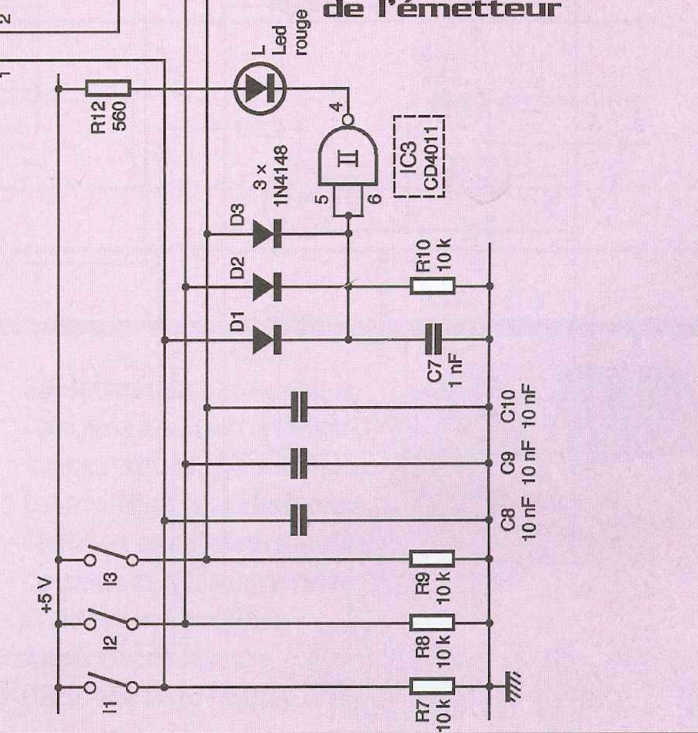 de l'émetteur
2
1
L
Led
rouge
R12
560
4
3 x
1N4148
II
IC3
CD4011
5
6
D3
D2
D1
R10
10 k
C7
1 nF
C10
10 nF
C9
10 nF
C8
10 nF
+5 V
I3
I2
I1
R9
10 k
R8
10 k
R7
10 k